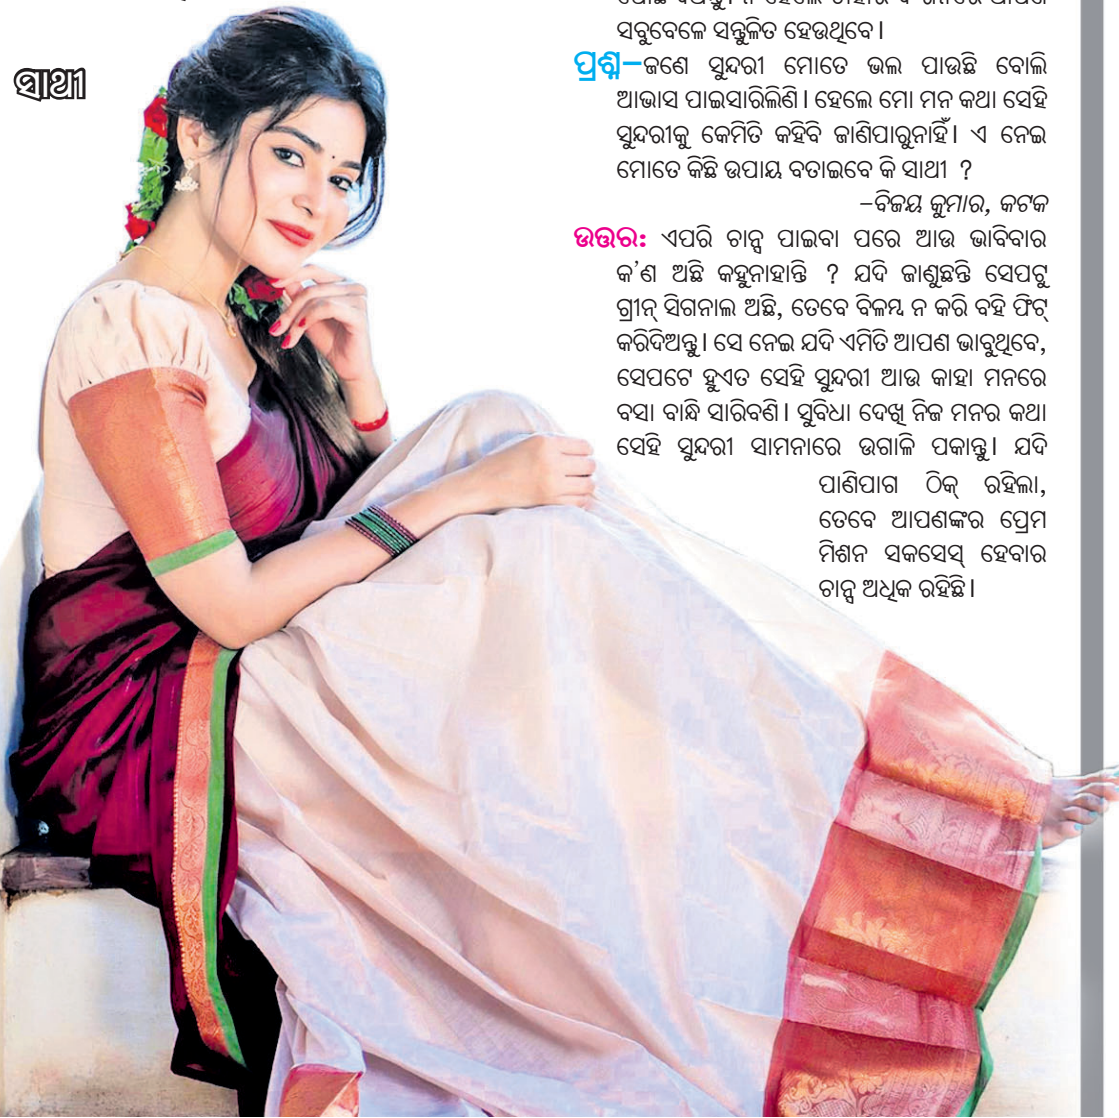 ସାଥୀ
ସବୁବେଳେ ସନ୍ତୁଳିତ ହେଉଥିବେ।
ପ୍ରଶ୍ନ–ଜଣେ ସୁନ୍ଦରୀ ମୋତେ ଭଲ ପାଉଛି ବୋଲି
ଆଭାସ ପାଇସାରିଲିଣି। ହେଲେ ମୋ ମନ କଥା ସେହି
ସୁନ୍ଦରୀକୁ କେମିତି କହିବି ଜାଣିପାରୁନାହିଁ। ଏ ନେଇ
ମୋତେ କିଛି ଉପାୟ ବତାଇବେ କି ସାଥୀ ?
–ବିଜୟ କୁମାର, କଟକ
ଉତ୍ତର: ଏପରି ଚାନ୍ସ ପାଇବା ପରେ ଆଉ ଭାବିବାର
କ'ଣ ଅଛି କହୁନାହାନ୍ତି ? ଯଦି ଜାଣୁଛନ୍ତି ସେପଟୁ
ଗ୍ରୀନ୍ ସିଗନାଲ ଅଛି, ତେବେ ବିଳମ୍ବ ନ କରି ବହି ଫିଟ୍
କରିଦିଅନ୍ତୁ। ସେ ନେଇ ଯଦି ଏମିତି ଆପଣ ଭାବୁଥିବେ,
ସେପଟେ ହୁଏତ ସେହି ସୁନ୍ଦରୀ ଆଉ କାହା ମନରେ
ବସା ବାନ୍ଧି ସାରିବଣି। ସୁବିଧା ଦେଖି ନିଜ ମନର କଥା
ସେହି ସୁନ୍ଦରୀ ସାମନାରେ ଉଗାଳି ପକାନ୍ତୁ। ଯଦି
ପାଣିପାଗ ଠିକ୍ ରହିଲା,
ତେବେ ଆପଣଙ୍କର ପ୍ରେମ
ମିଶନ ସକସେସ୍ ହେବାର
ଚାନ୍ସ ଅଧିକ ରହିଛି।